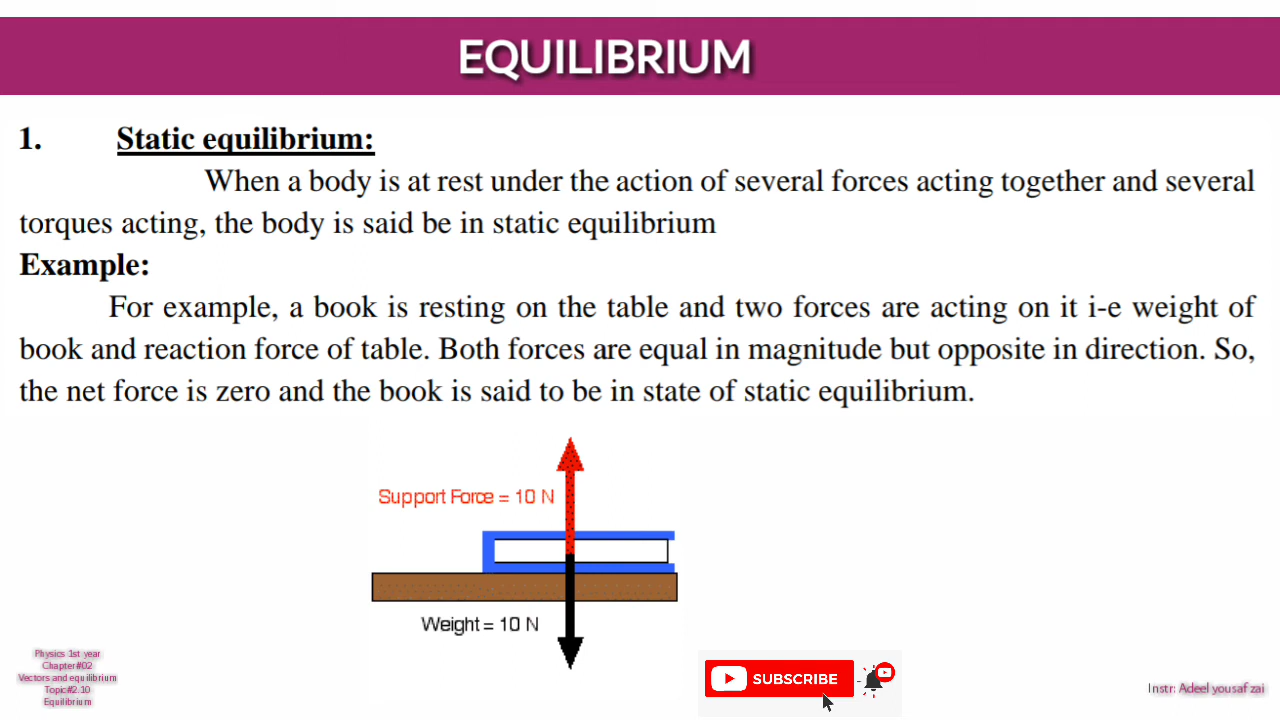 EQUILIBRIUM
1. Static equilibrium:
When a body is at rest under the action of several forces acting together and several
torques acting, the body is said be in static equilibrium
Example:
For example, a book is resting on the table and two forces are acting on it i-e weight of
book and reaction force of table. Both forces are equal in magnitude but opposite in direction. So,
the net force is zero and the book is said to be in state of static equilibrium.
Support Force = 10 N
Weight = 10 N
Physics 1st year
Chapter#02
Vectors and equilibrium
Topic#2.10
Equilibrium
SUBSCRIBE
Instr: Adeel yousaf zai